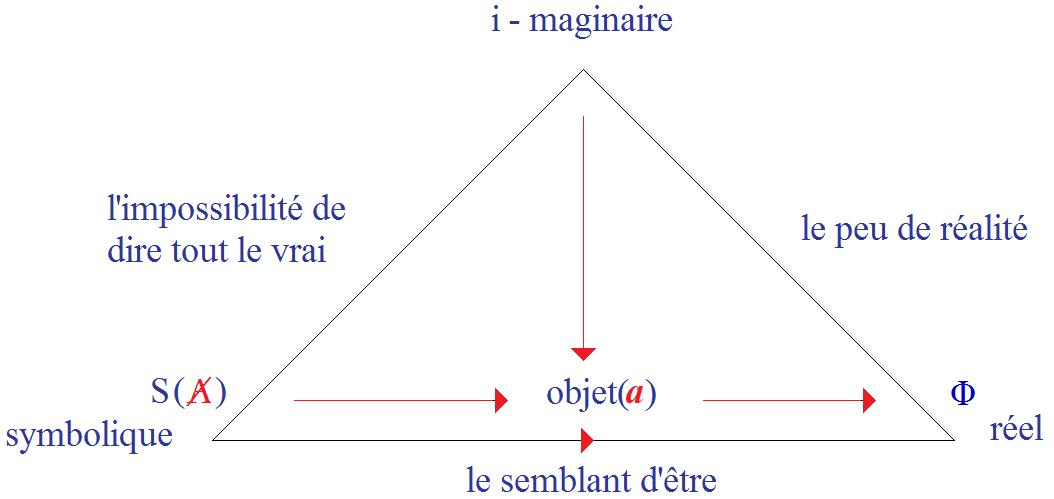 i - maginaire
l'impossibilité de
dire tout le vrai
le peu de réalité
S(Ⱥ)
objet(a)
Φ
symbolique
réel
le semblant d'être